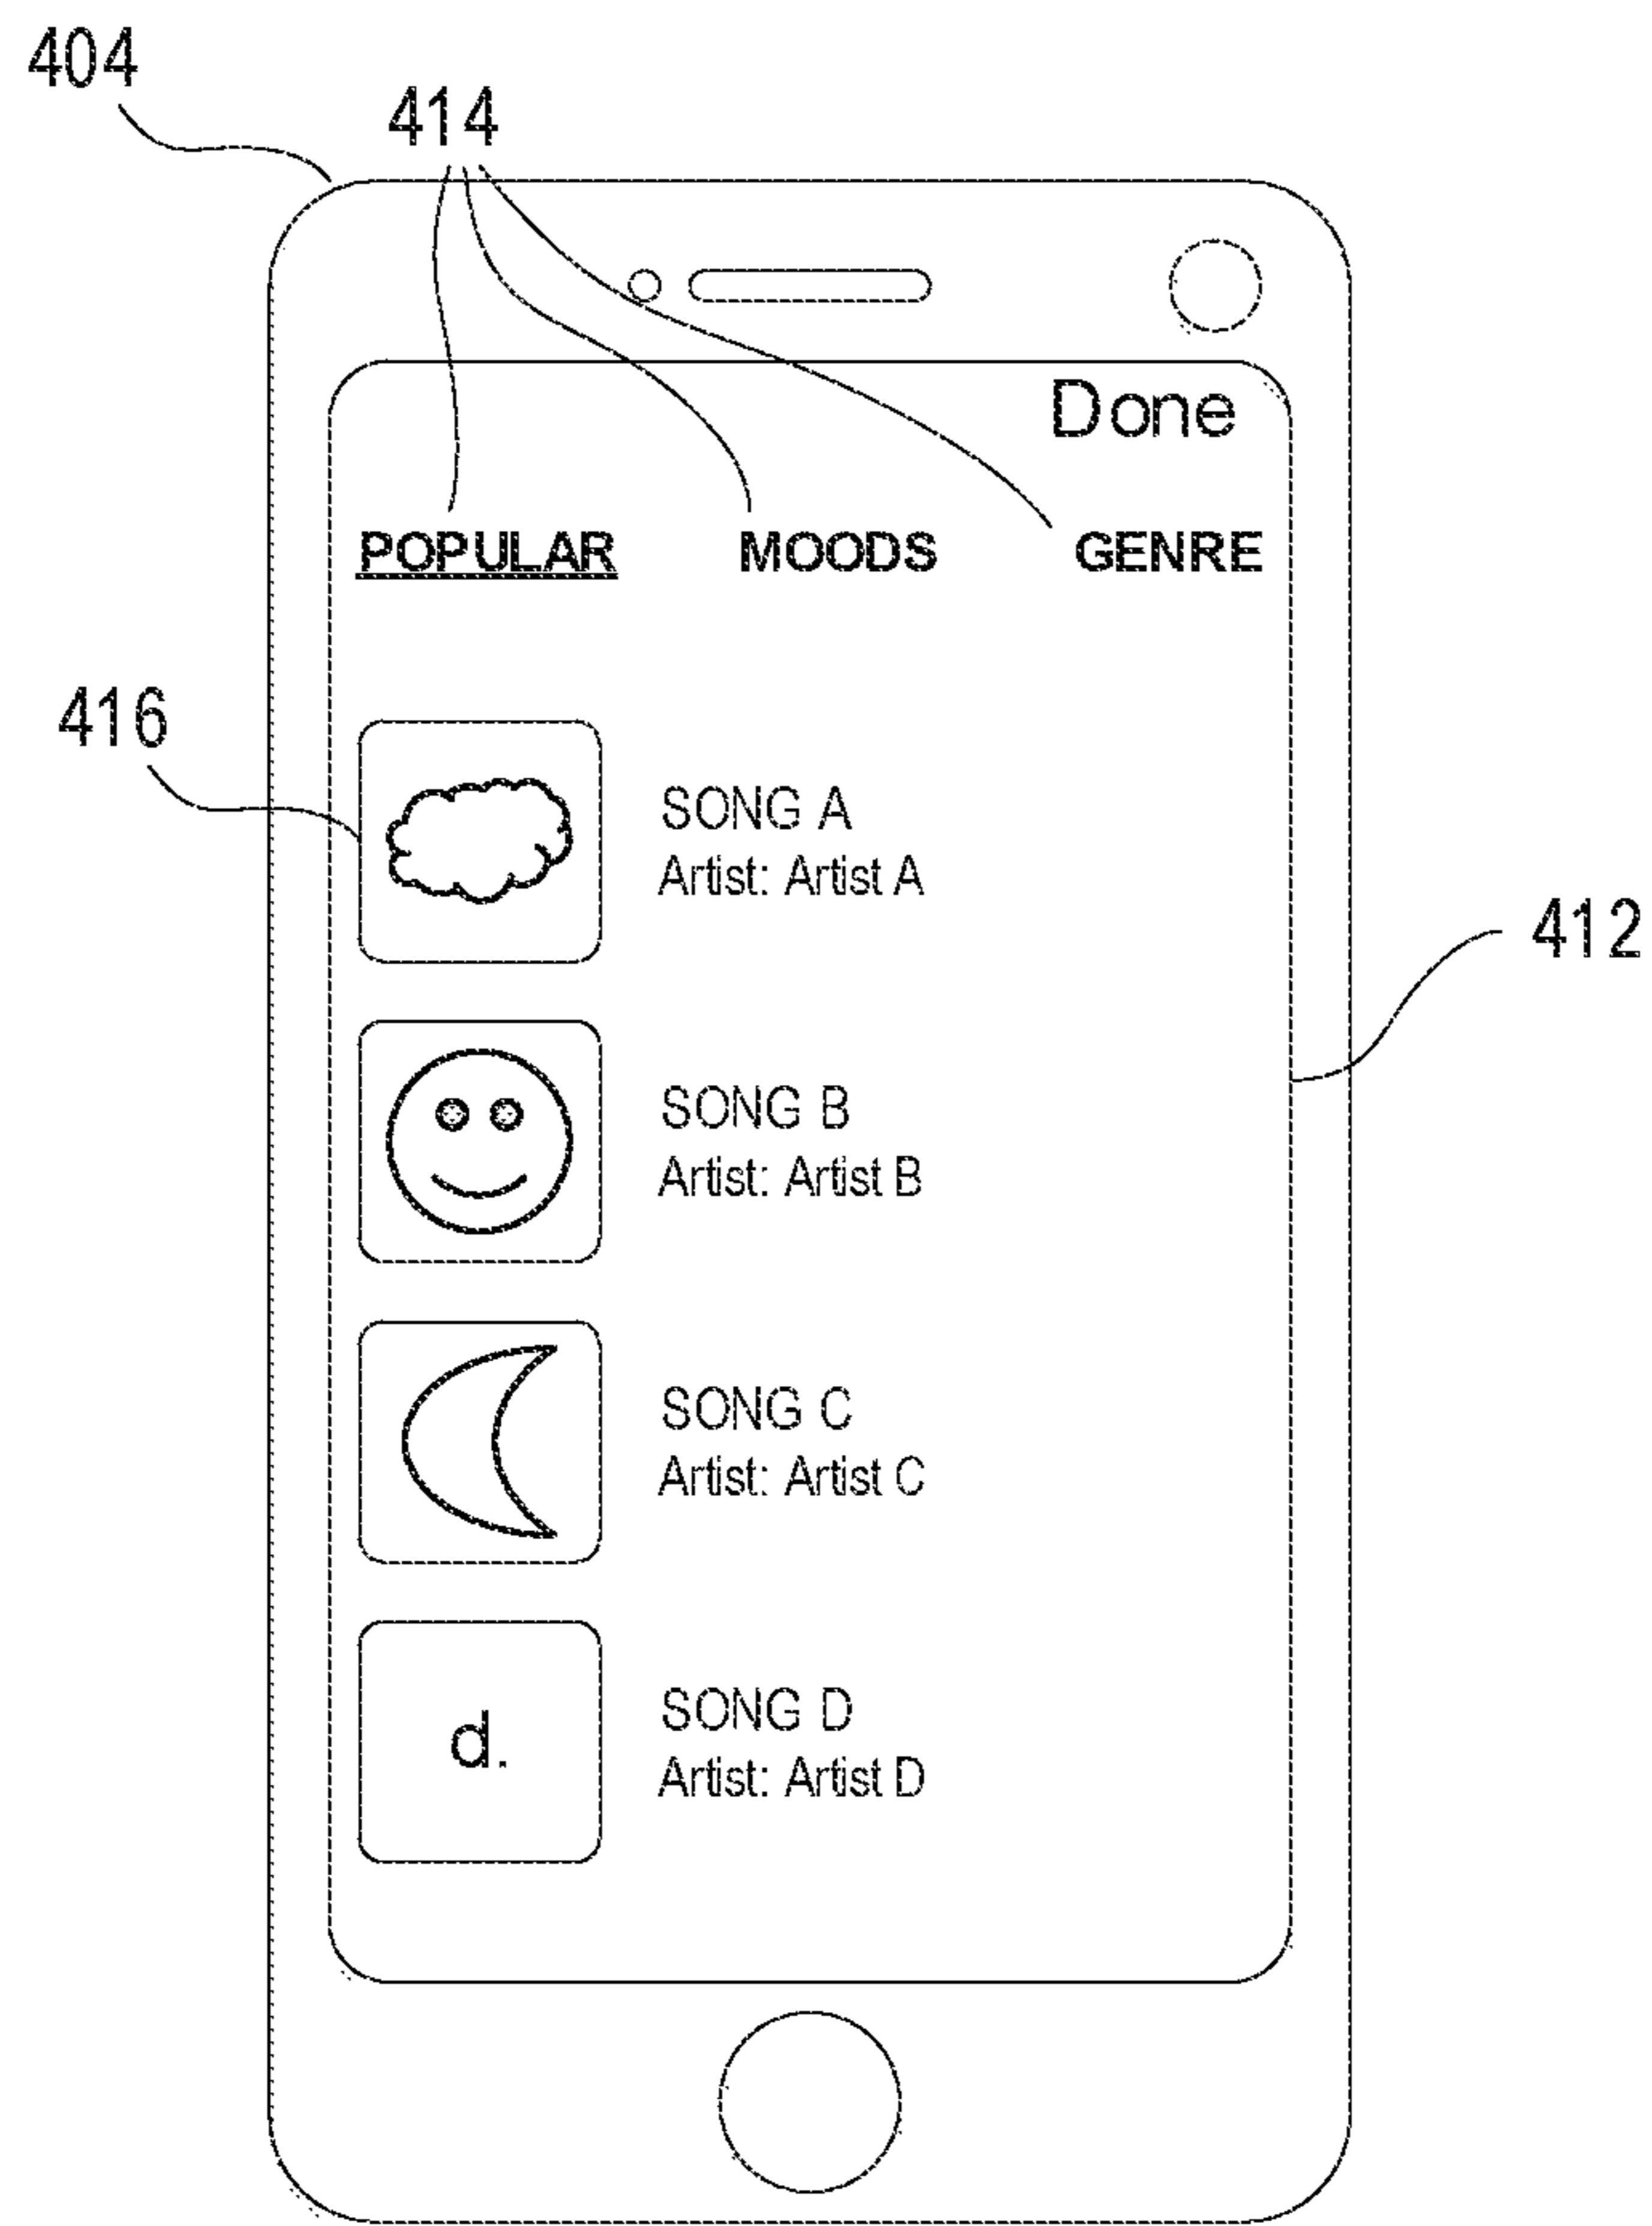 404
414
Done
POPULAR MOODS GENRE
416
SONG A
Artist: Artist A
412
SONG B
Artist: Artist B
SONG C
Artist: Artist C
d.
SONG D
Artist: Artist D